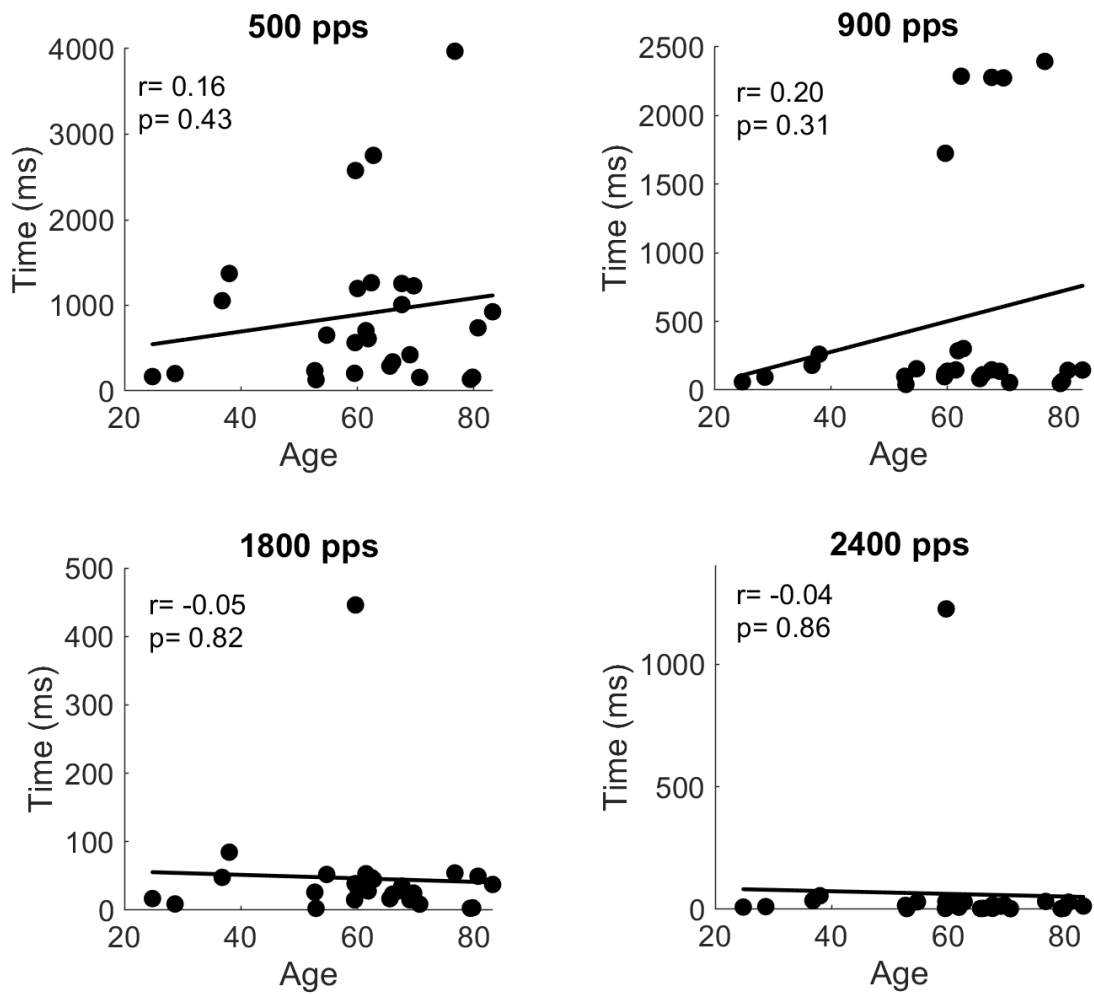 500 pps
r= 0.16
p= 0.43
4000
3000
2000
1000
0
Time (ms)
20 40 60 80
Age
900 pps
r= 0.20
p= 0.31
2500
2000
1500
1000
500
0
Time (ms)
20 40 60 80
Age
1800 pps
r= -0.05
p= 0.82
500
400
300
200
100
0
Time (ms)
20 40 60 80
Age
2400 pps
r= -0.04
p= 0.86
1000
500
0
Time (ms)
20 40 60 80
Age